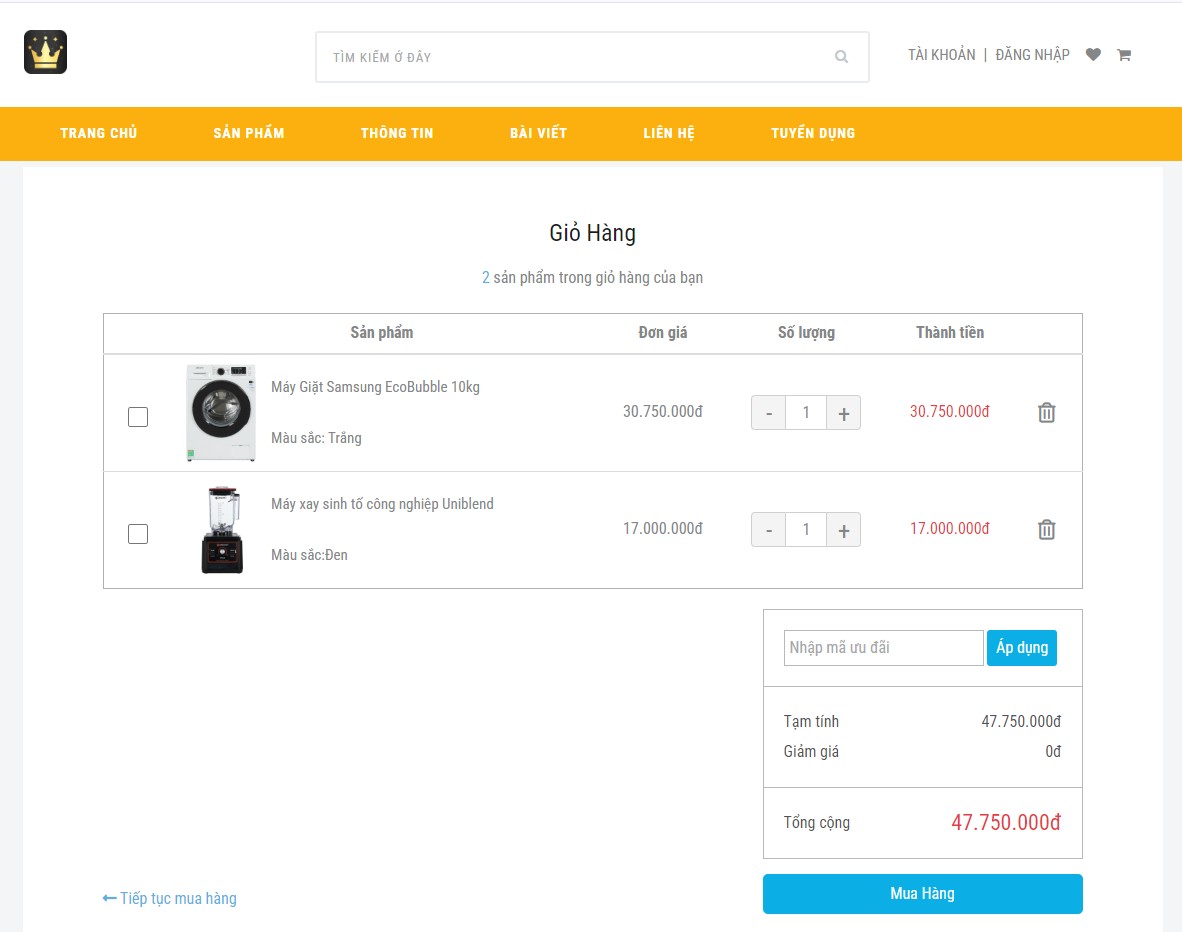 TÌM KIẾM Ở ĐÂY
TÀI KHOẢN | ĐĂNG NHẬP
TRANG CHỦ SẢN PHẨM THÔNG TIN BÀI VIẾT LIÊN HỆ TUYỂN DỤNG
Giỏ Hàng
2 sản phẩm trong giỏ hàng của bạn
Sản phẩm Đơn giá Số lượng Thành tiền
Máy Giặt Samsung EcoBubble 10kg
30.750.000đ - 1 + 30.750.000đ
Màu sắc: Trắng
Máy xay sinh tố công nghiệp Uniblend
17.000.000đ - 1 + 17.000.000đ
Màu sắc:Đen
Nhập mã ưu đãi Áp dụng
Tạm tính 47.750.000đ
Giảm giá 0đ
Tổng cộng 47.750.000đ
Tiếp tục mua hàng
Mua Hàng